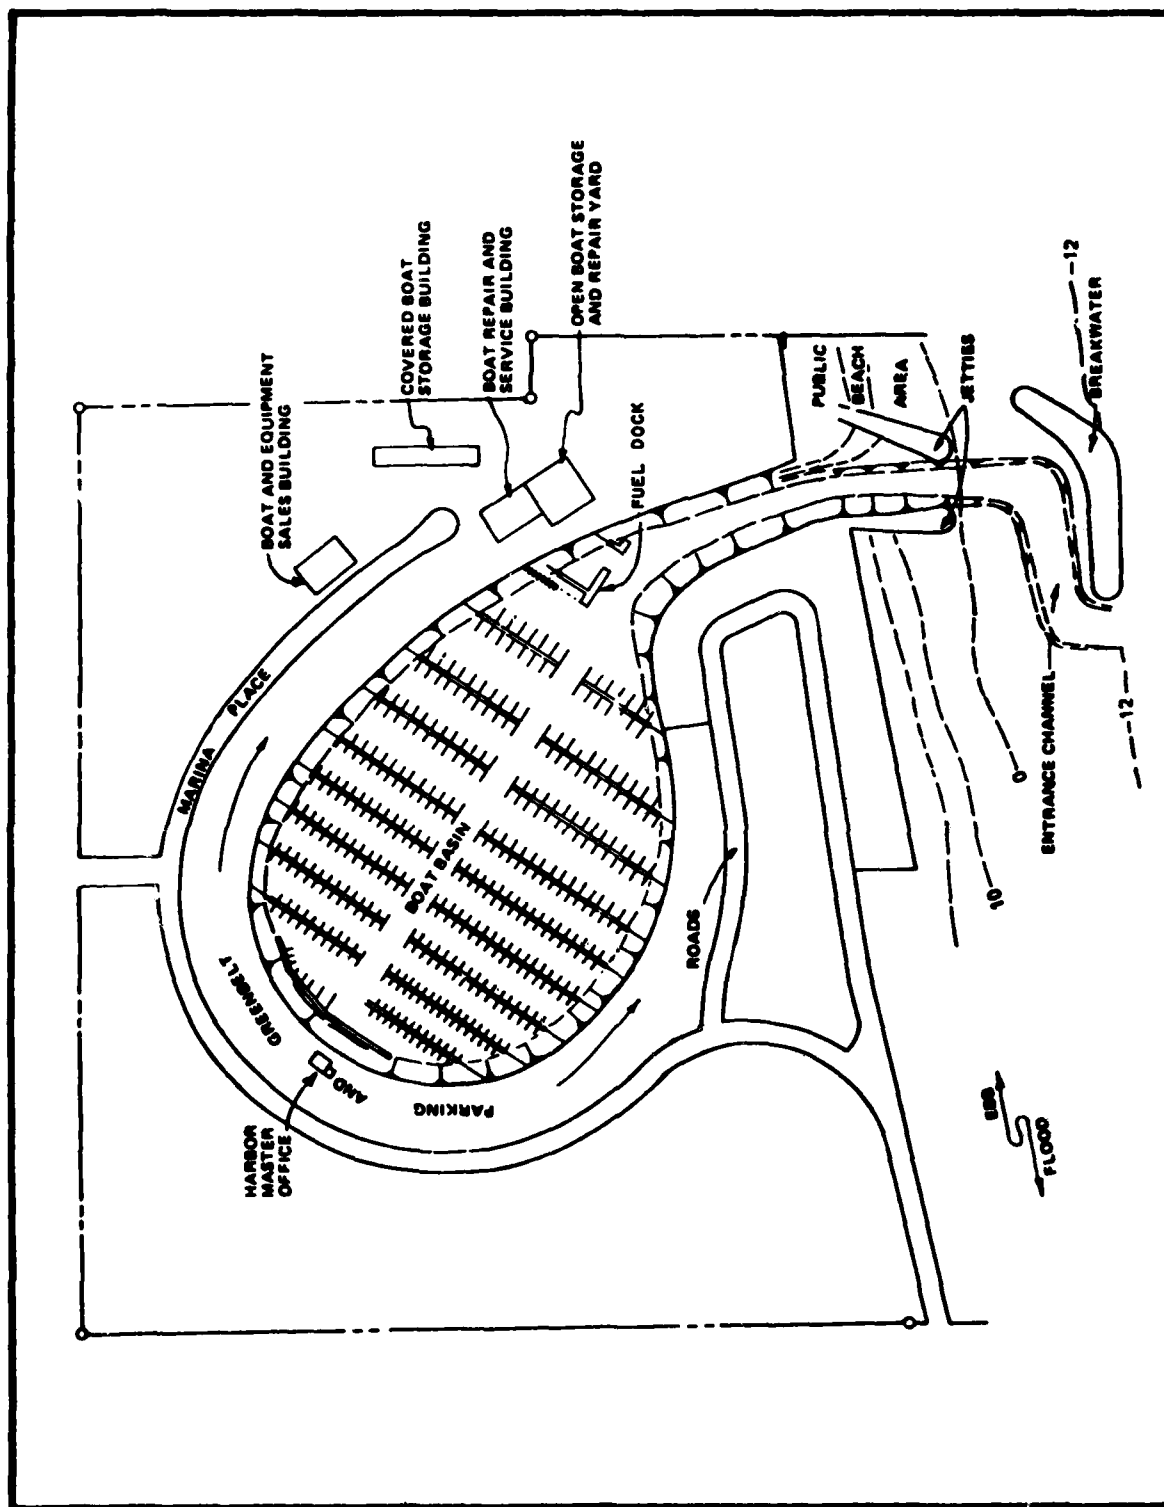 BOAT AND EQUIPMENT
SALES BUILDING
COVERED BOAT
STORAGE BUILDING
BOAT REPAIR AND
SERVICE BUILDING
OPEN BOAT STORAGE
AND REPAIR YARD
MARINA PLACE
FUEL DOCK
PUBLIC
BEACH
AREA
JETTIES
-12
BREAKWATER
BOAT BASIN
GREENBELT
AND
PARKING
HARBOR
MASTER
OFFICE
ROADS
ENTRANCE CHANNEL
0
10
-12
EBB
FLOOD